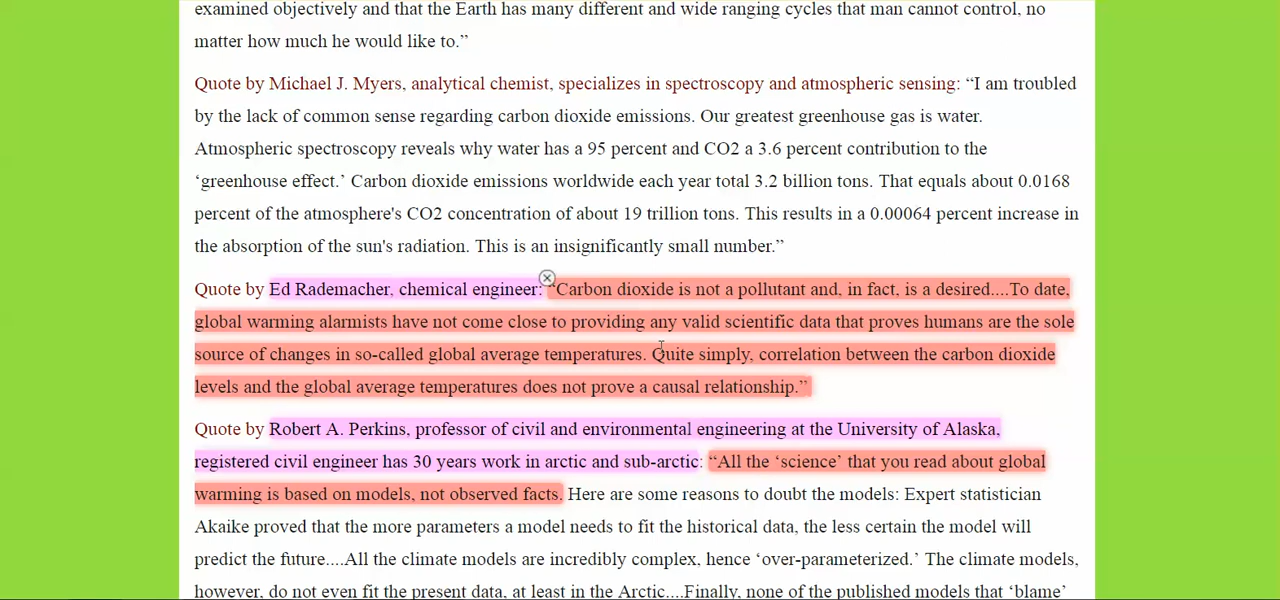 examined objectively and that the Earth has many different and wide ranging cycles that man cannot control, no
matter how much he would like to.”
Quote by Michael J. Myers, analytical chemist, specializes in spectroscopy and atmospheric sensing: “I am troubled
by the lack of common sense regarding carbon dioxide emissions. Our greatest greenhouse gas is water.
Atmospheric spectroscopy reveals why water has a 95 percent and CO2 a 3.6 percent contribution to the
‘greenhouse effect.’ Carbon dioxide emissions worldwide each year total 3.2 billion tons. That equals about 0.0168
percent of the atmosphere's CO2 concentration of about 19 trillion tons. This results in a 0.00064 percent increase in
the absorption of the sun's radiation. This is an insignificantly small number.”
Quote by Ed Rademacher, chemical engineer: “Carbon dioxide is not a pollutant and, in fact, is a desired....To date,
global warming alarmists have not come close to providing any valid scientific data that proves humans are the sole
source of changes in so-called global average temperatures. Quite simply, correlation between the carbon dioxide
levels and the global average temperatures does not prove a causal relationship.”
Quote by Robert A. Perkins, professor of civil and environmental engineering at the University of Alaska,
registered civil engineer has 30 years work in arctic and sub-arctic: “All the ‘science’ that you read about global
warming is based on models, not observed facts. Here are some reasons to doubt the models: Expert statistician
Akaike proved that the more parameters a model needs to fit the historical data, the less certain the model will
predict the future....All the climate models are incredibly complex, hence ‘over-parameterized.’ The climate models,
however, do not even fit the present data, at least in the Arctic....Finally, none of the published models that ‘blame’